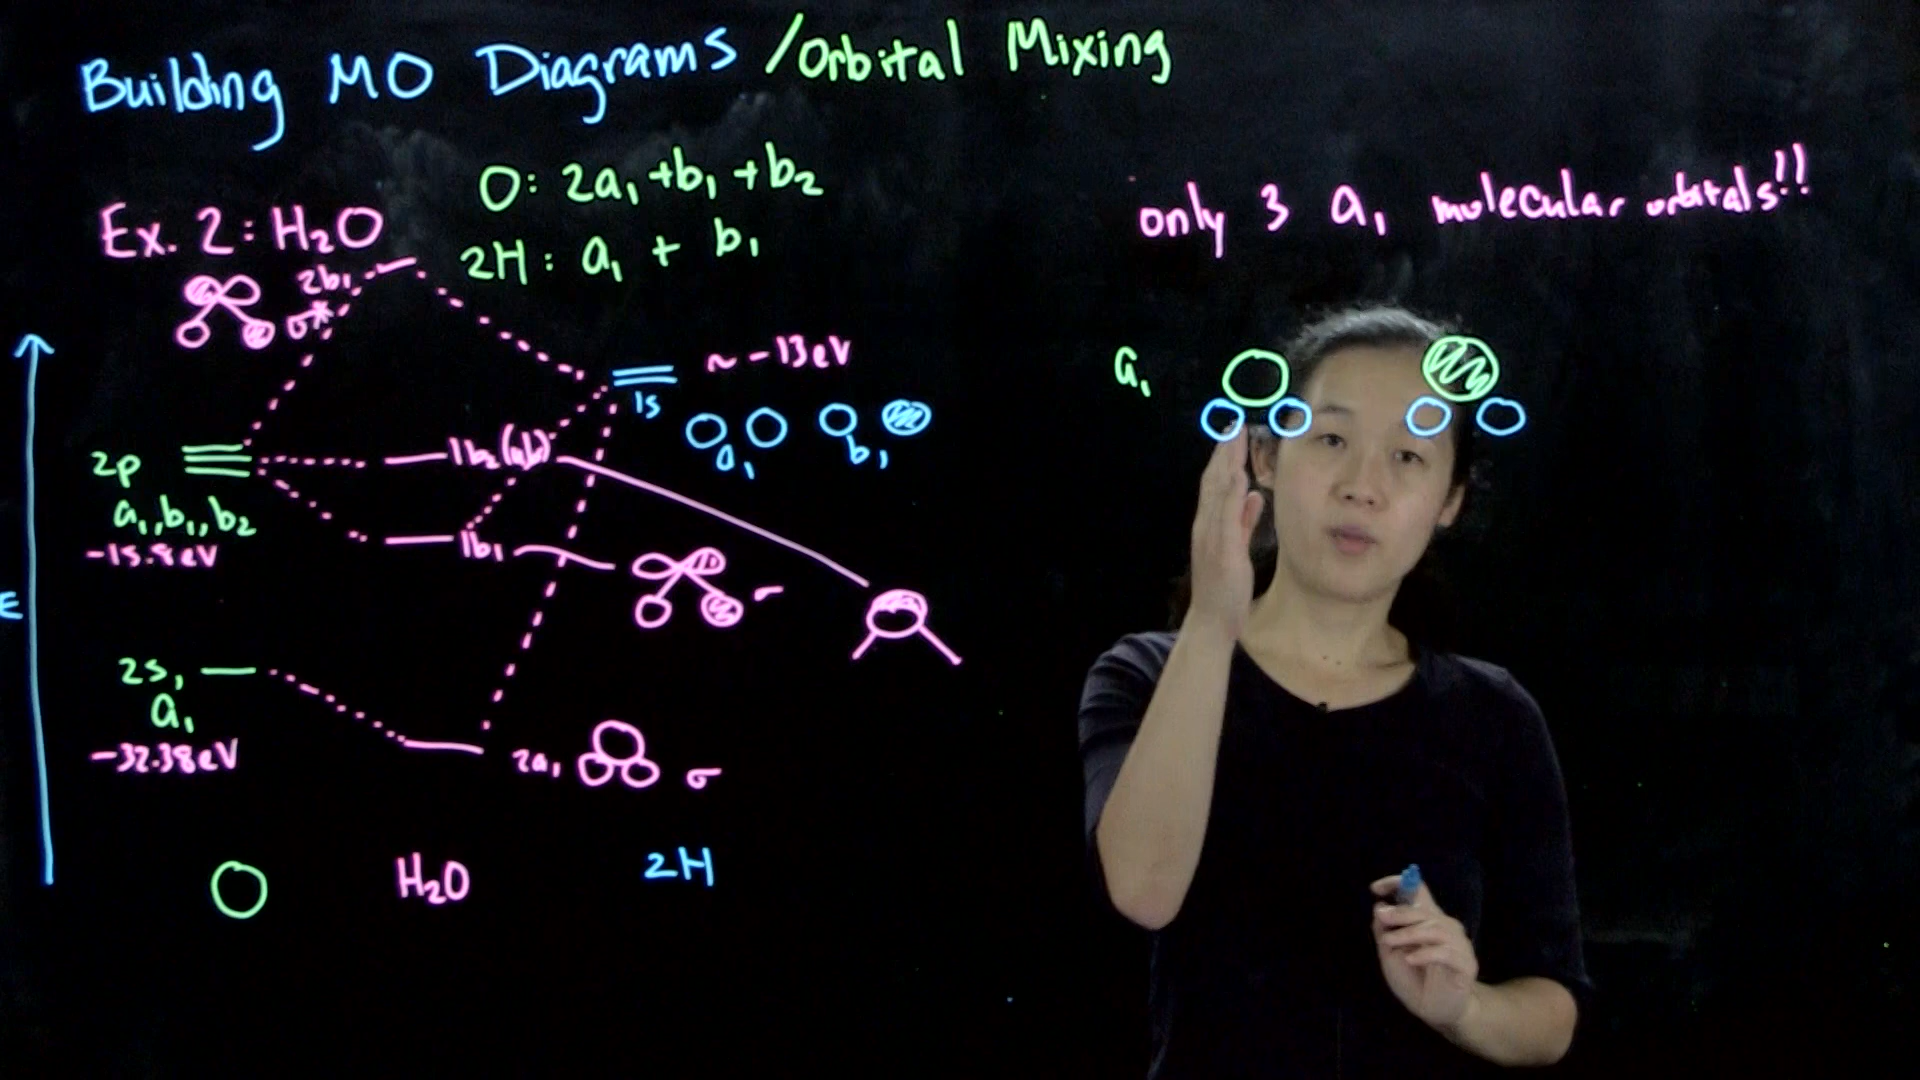 Building MO Diagrams /Orbital Mixing
O: 2a₁+b₁+b₂
only 3 a₁ molecular orbitals!!
Ex. 2: H₂O
2H: a₁ + b₁
2b₁
σ*
~ -13eV
a₁
1s
a₁ b₁
1b₂(nb)
2p
a₁, b₁, b₂
-15.8eV
1b₁
σ
E
2s,
a₁
-32.38eV
2a₁ σ
H₂O
2H